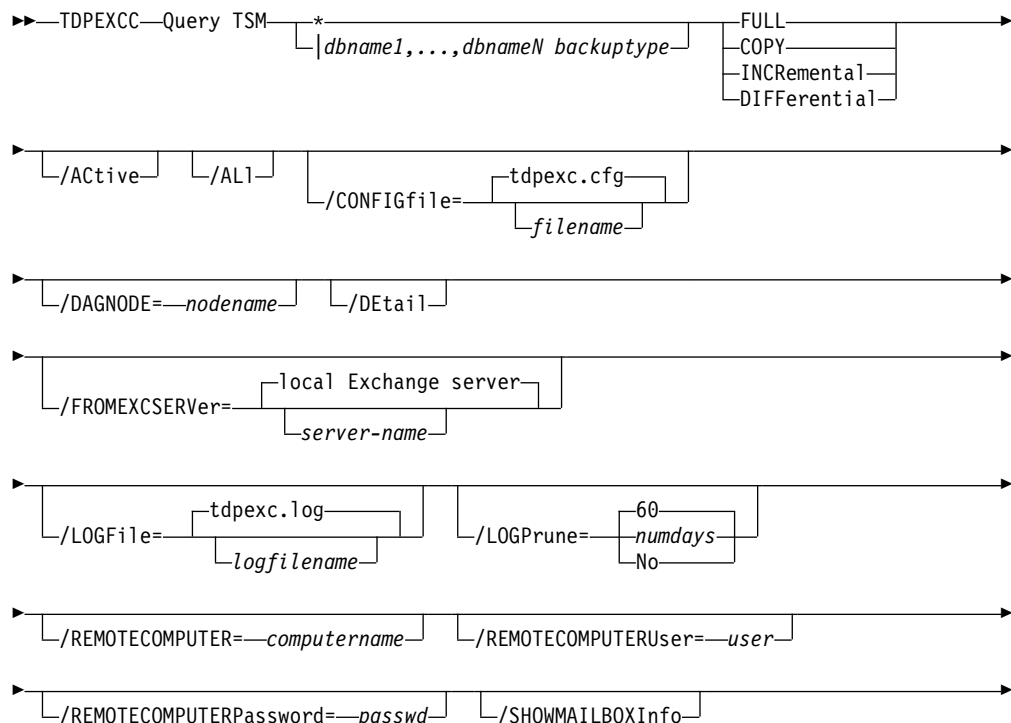 TDPEXCC Query TSM * FULL
|dbname1,...,dbnameN backuptype COPY
INCRemental
DIFFerential
/ACtive /ALl /CONFIGfile= tdpexc.cfg
filename
/DAGNODE= nodename /DEtail
/FROMEXCSERVer= local Exchange server
server-name
/LOGFile= tdpexc.log /LOGPrune= 60
logfilename numdays
No
/REMOTECOMPUTER= computername /REMOTECOMPUTERUser= user
/REMOTECOMPUTERPassword= passwd /SHOWMAILBOXInfo